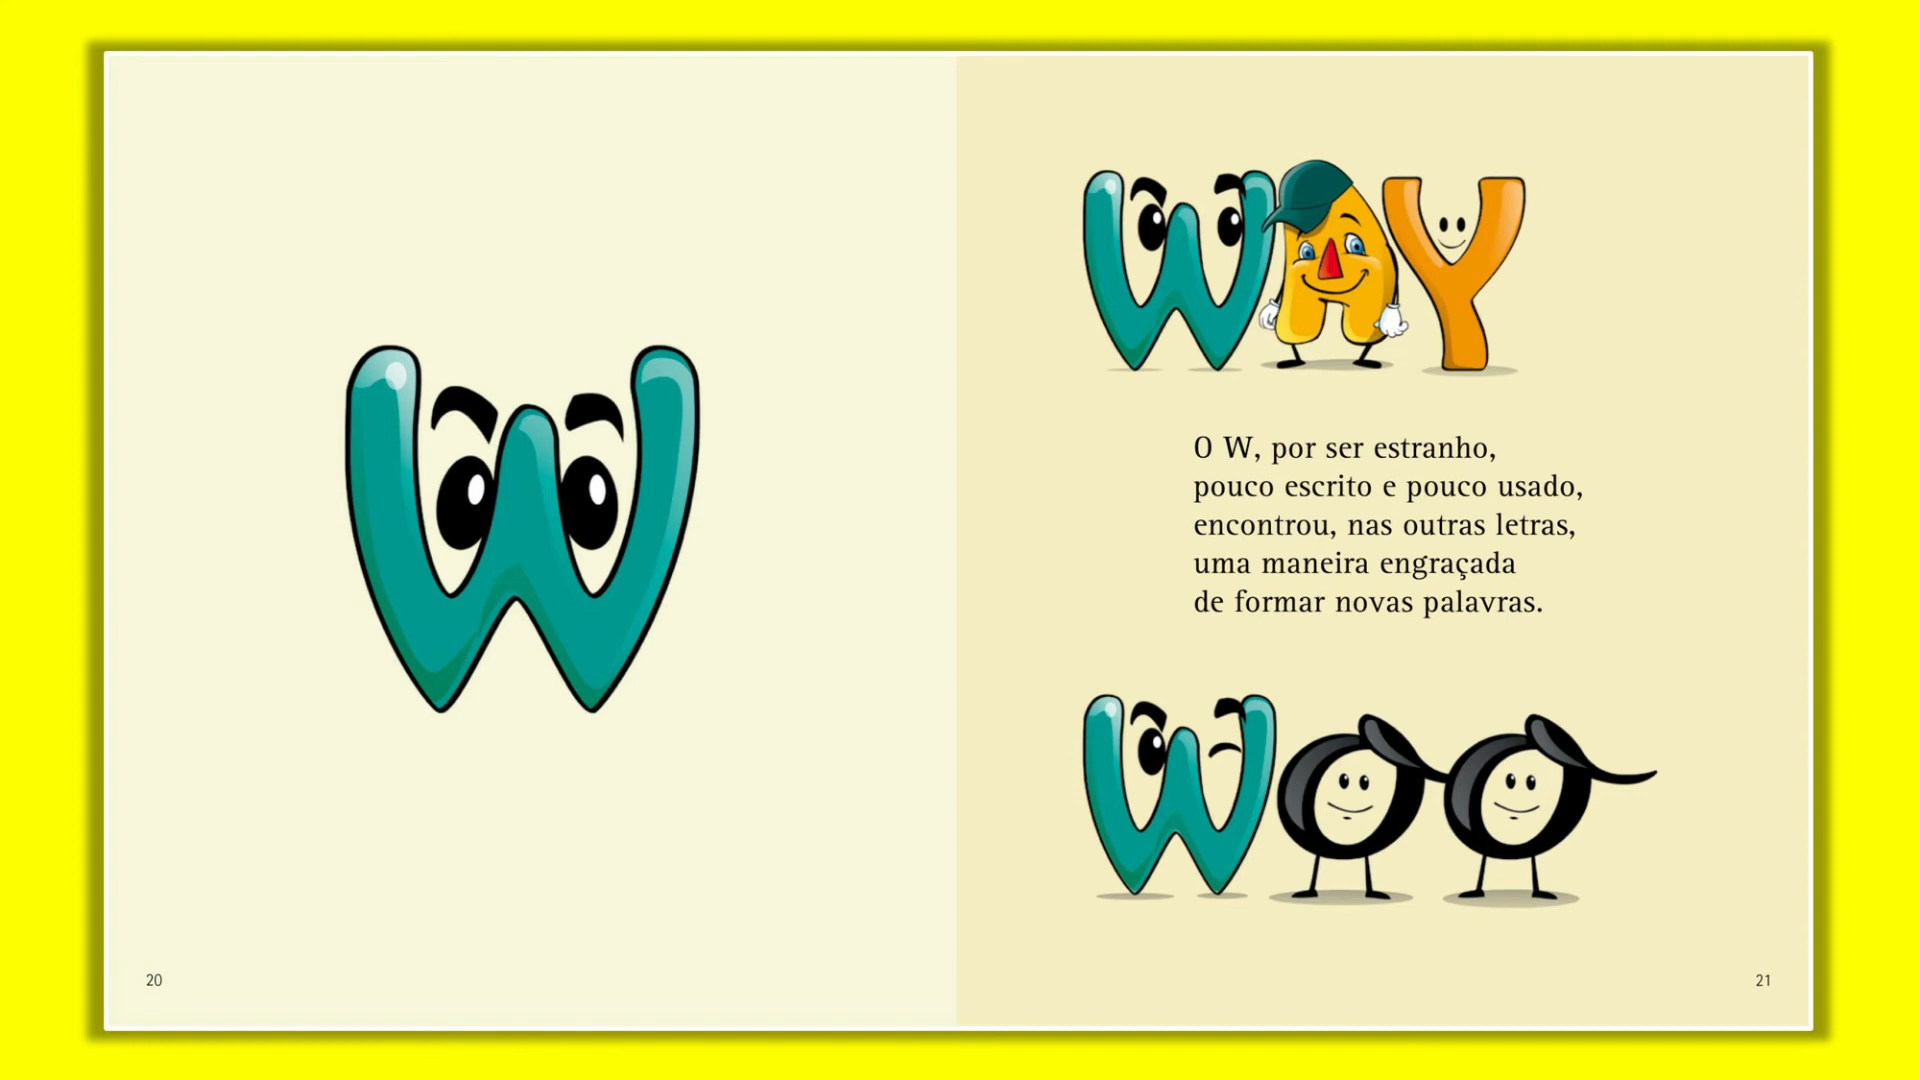 W
WAY
O W, por ser estranho,
pouco escrito e pouco usado,
encontrou, nas outras letras,
uma maneira engraçada
de formar novas palavras.
WOO
20
21